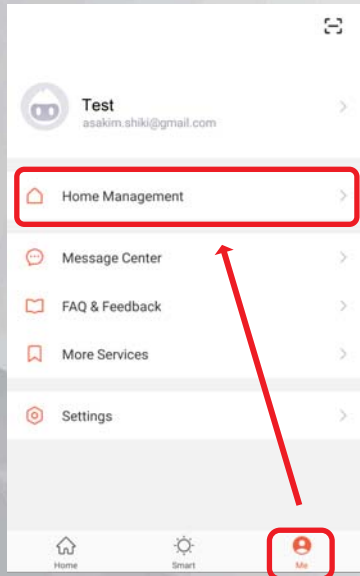 Test
asakim.shiki@gmail.com
Home Management
Message Center
FAQ & Feedback
More Services
Settings
Home
Smart
Me